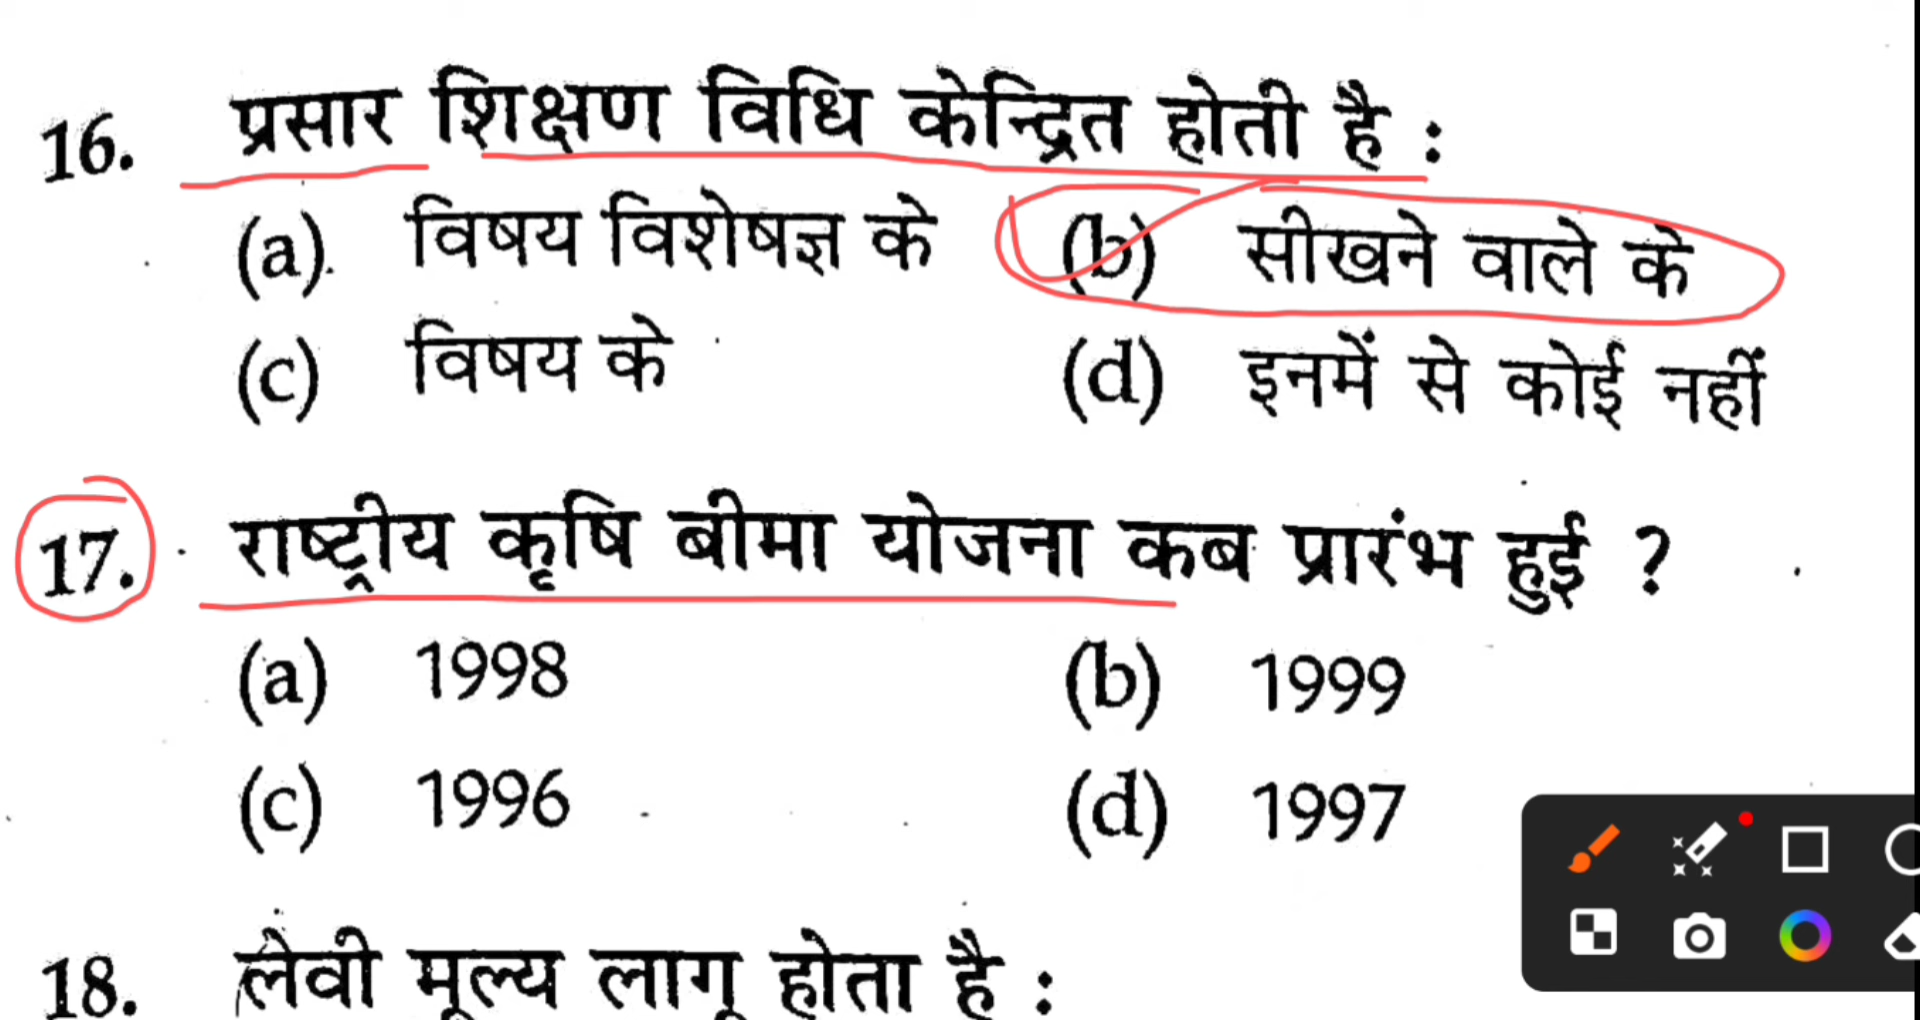 16. प्रसार शिक्षण विधि केन्द्रित होती है :
(a). विषय विशेषज्ञ के (b) सीखने वाले के
(c) विषय के (d) इनमें से कोई नहीं
17. राष्ट्रीय कृषि बीमा योजना कब प्रारंभ हुई ?
(a) 1998 (b) 1999
(c) 1996 (d) 1997
18. लेवी मूल्य लागू होता है :